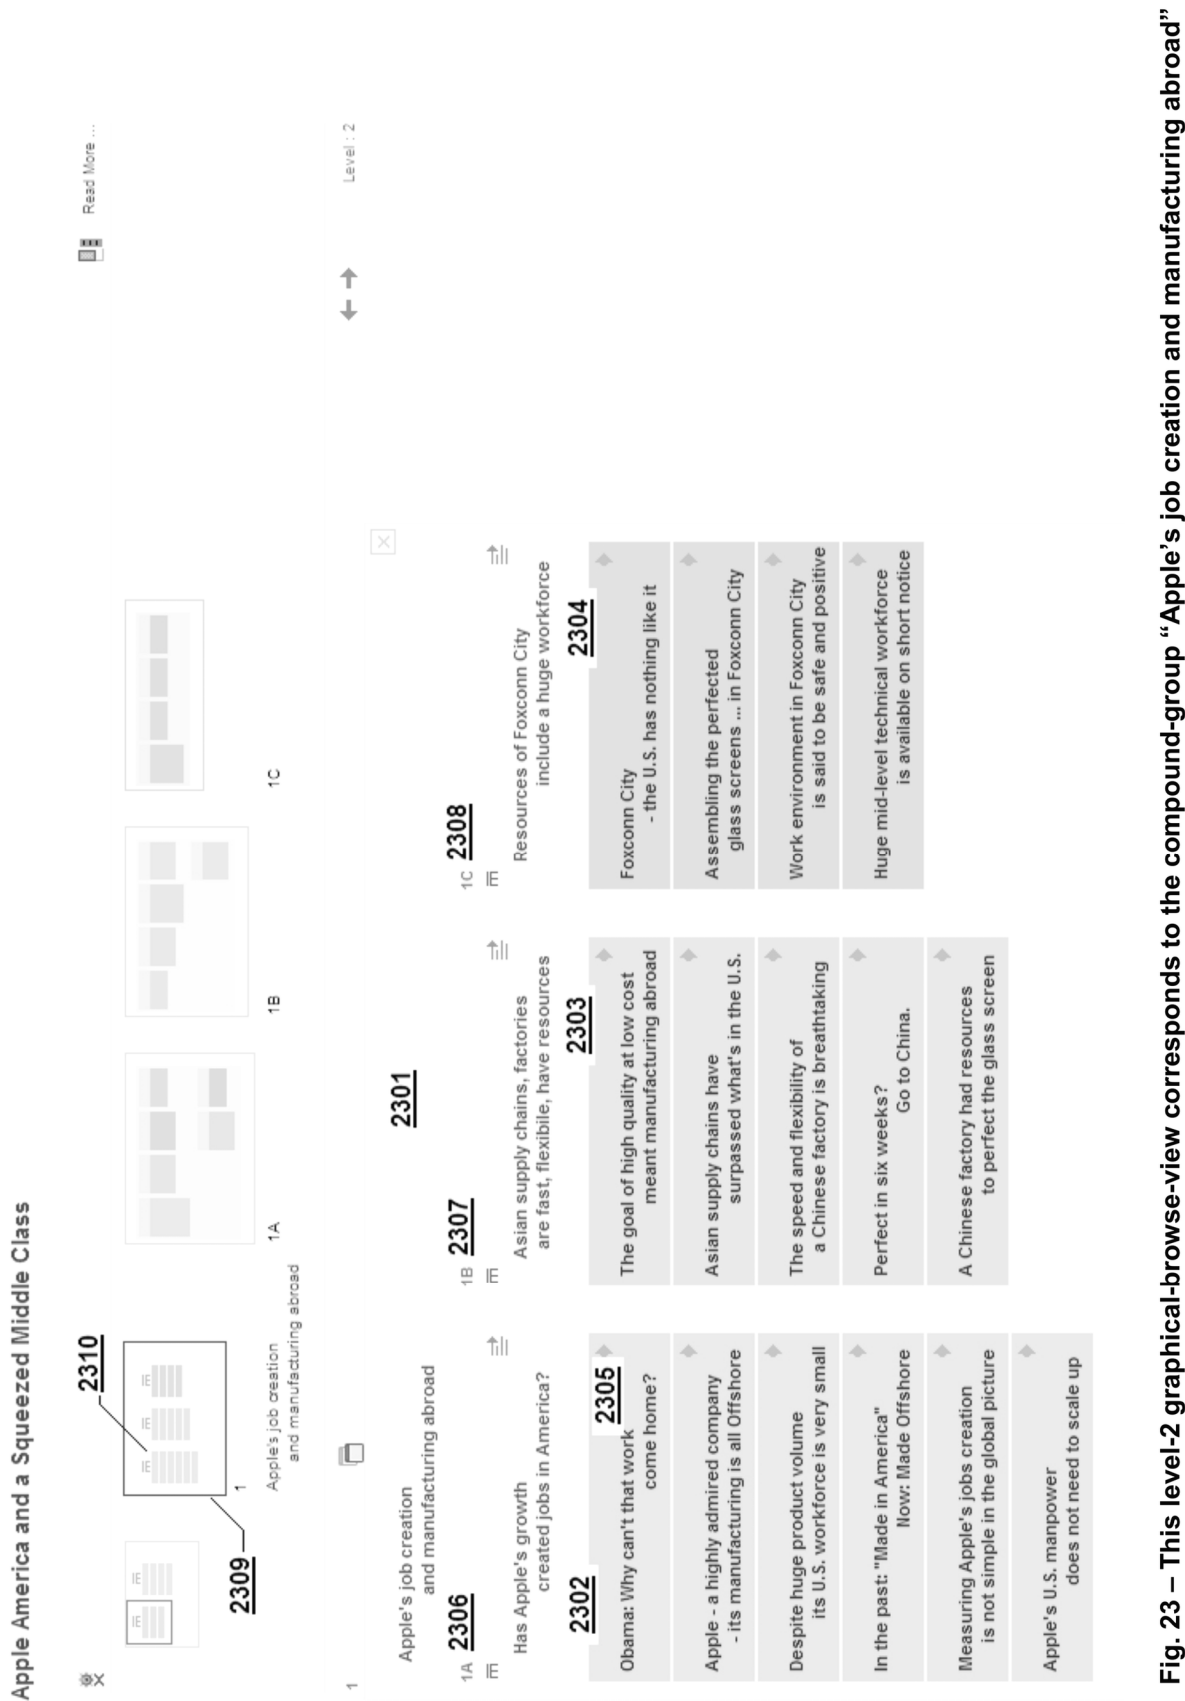 Apple America and a Squeezed Middle Class
Read More ...
2310
2309
1
Apple's job creation
and manufacturing abroad
1A
1B
1C
1
Level : 2
Apple's job creation
and manufacturing abroad
2301
1A 2306
Has Apple's growth
created jobs in America?
2302
Obama: Why can't that work
come home?
2305
Apple - a highly admired company
- its manufacturing is all Offshore
Despite huge product volume
its U.S. workforce is very small
In the past: "Made in America"
Now: Made Offshore
Measuring Apple's jobs creation
is not simple in the global picture
Apple's U.S. manpower
does not need to scale up
1B 2307
Asian supply chains, factories
are fast, flexibile, have resources
2303
The goal of high quality at low cost
meant manufacturing abroad
Asian supply chains have
surpassed what's in the U.S.
The speed and flexibility of
a Chinese factory is breathtaking
Perfect in six weeks?
Go to China.
A Chinese factory had resources
to perfect the glass screen
1C 2308
Resources of Foxconn City
include a huge workforce
2304
Foxconn City
- the U.S. has nothing like it
Assembling the perfected
glass screens ... in Foxconn City
Work environment in Foxconn City
is said to be safe and positive
Huge mid-level technical workforce
is available on short notice
Fig. 23 – This level-2 graphical-browse-view corresponds to the compound-group “Apple’s job creation and manufacturing abroad”